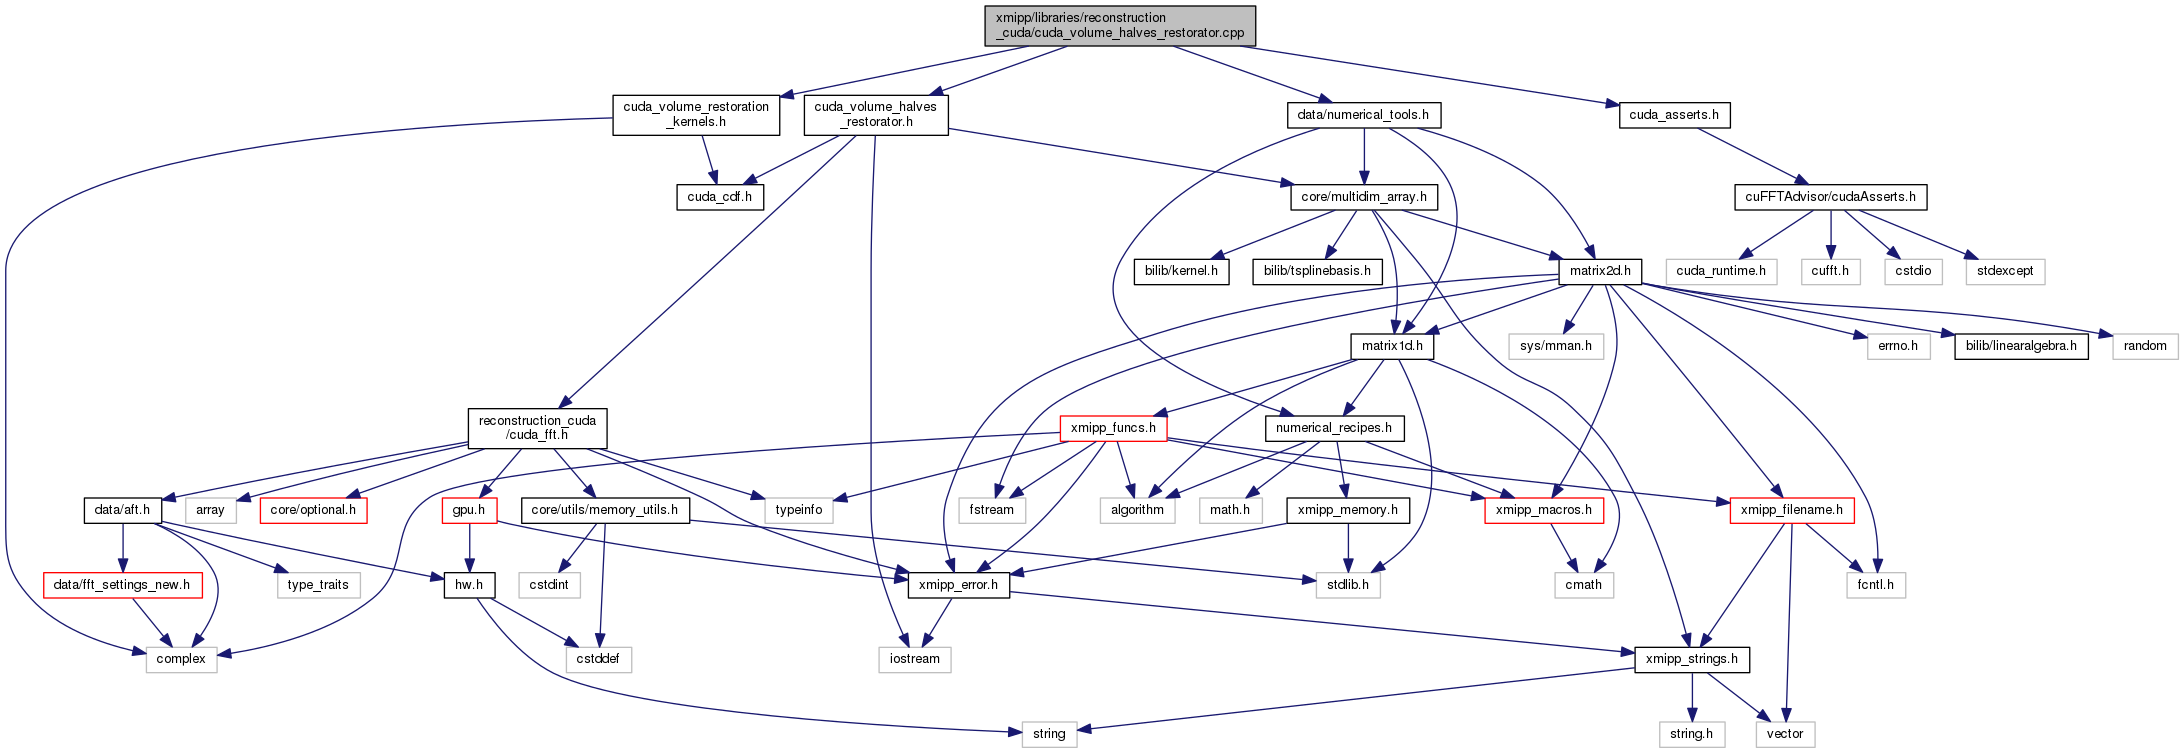 xmipp/libraries/reconstruction
_cuda/cuda_volume_halves_restorator.cpp
cuda_volume_restoration
_kernels.h
cuda_volume_halves
_restorator.h
data/numerical_tools.h
cuda_asserts.h
cuda_cdf.h
core/multidim_array.h
cuFFTAdvisor/cudaAsserts.h
bilib/kernel.h
bilib/tsplinebasis.h
matrix2d.h
cuda_runtime.h
cufft.h
cstdio
stdexcept
matrix1d.h
sys/mman.h
errno.h
bilib/linearalgebra.h
random
reconstruction_cuda
/cuda_fft.h
xmipp_funcs.h
numerical_recipes.h
data/aft.h
array
core/optional.h
gpu.h
core/utils/memory_utils.h
typeinfo
fstream
algorithm
math.h
xmipp_memory.h
xmipp_macros.h
xmipp_filename.h
data/fft_settings_new.h
type_traits
hw.h
cstdint
xmipp_error.h
stdlib.h
cmath
fcntl.h
complex
cstddef
iostream
xmipp_strings.h
string
string.h
vector